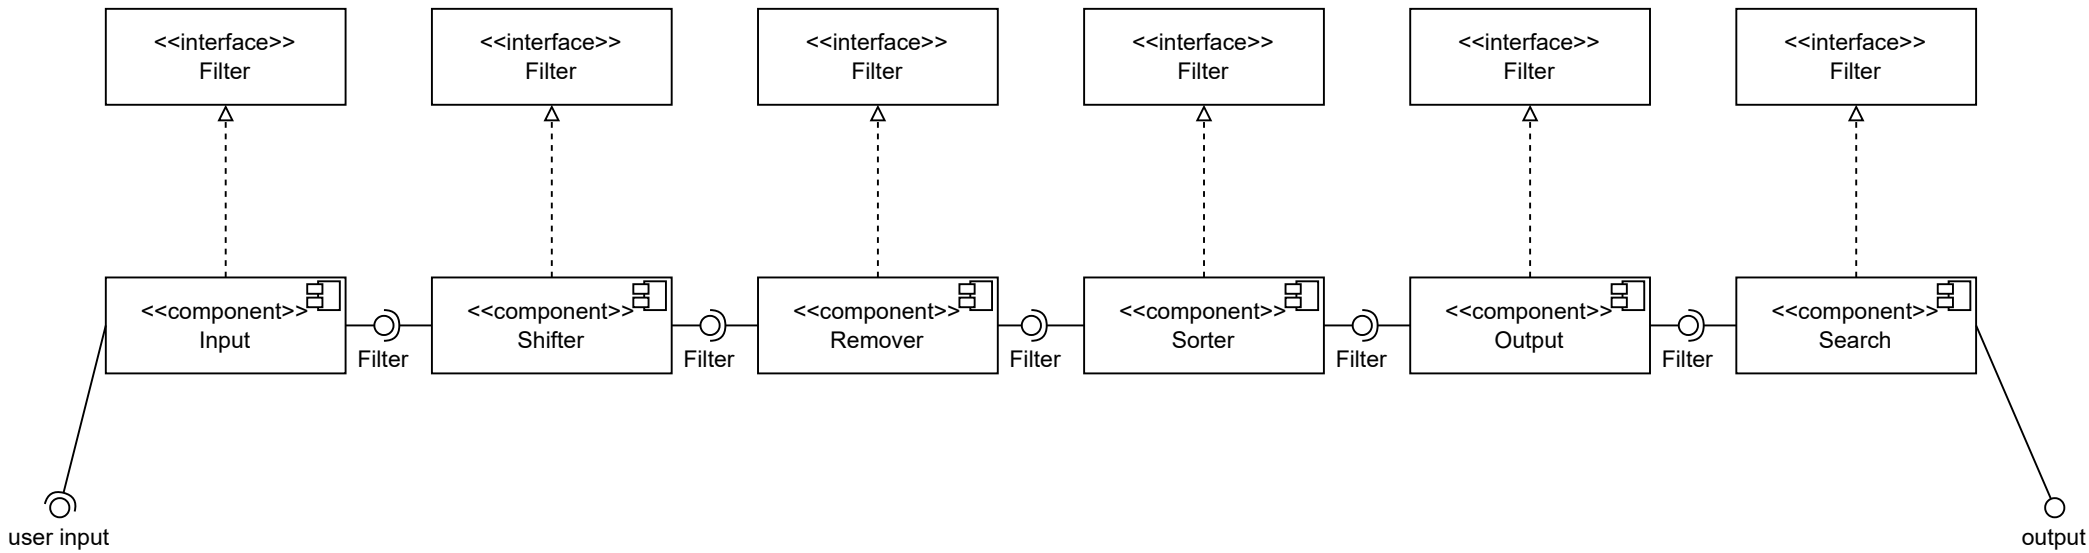 <<interface>>
Filter
<<interface>>
Filter
<<interface>>
Filter
<<interface>>
Filter
<<interface>>
Filter
<<interface>>
Filter
<<component>>
Input
Filter
<<component>>
Shifter
Filter
<<component>>
Remover
Filter
<<component>>
Sorter
Filter
<<component>>
Output
Filter
<<component>>
Search
user input
output